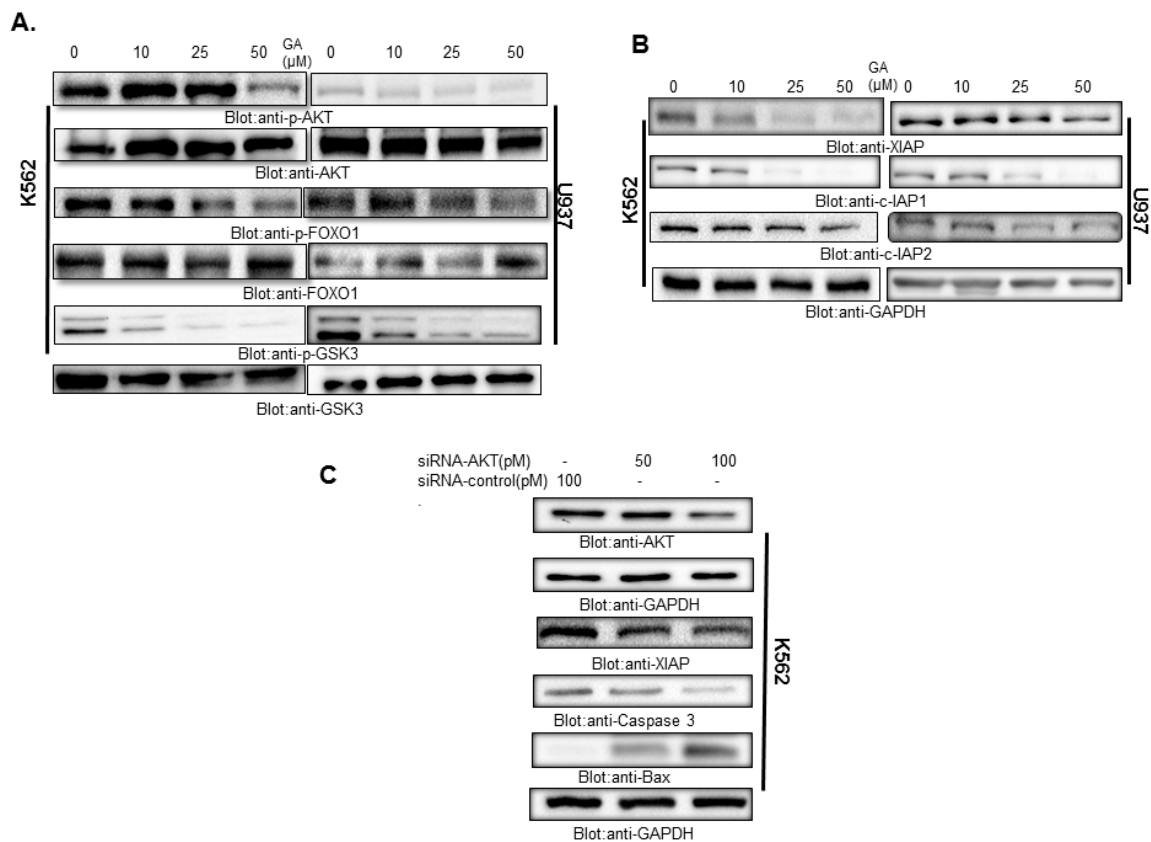 A.
0 10 25 50 GA (µM) 0 10 25 50
Blot:anti-p-AKT
Blot:anti-AKT
Blot:anti-p-FOXO1
Blot:anti-FOXO1
Blot:anti-p-GSK3
Blot:anti-GSK3
K562
U937
B
0 10 25 50 GA (µM) 0 10 25 50
Blot:anti-XIAP
Blot:anti-c-IAP1
Blot:anti-c-IAP2
Blot:anti-GAPDH
K562
U937
C
siRNA-AKT(pM) - 50 100
siRNA-control(pM) 100 - -
Blot:anti-AKT
Blot:anti-GAPDH
Blot:anti-XIAP
Blot:anti-Caspase 3
Blot:anti-Bax
Blot:anti-GAPDH
K562